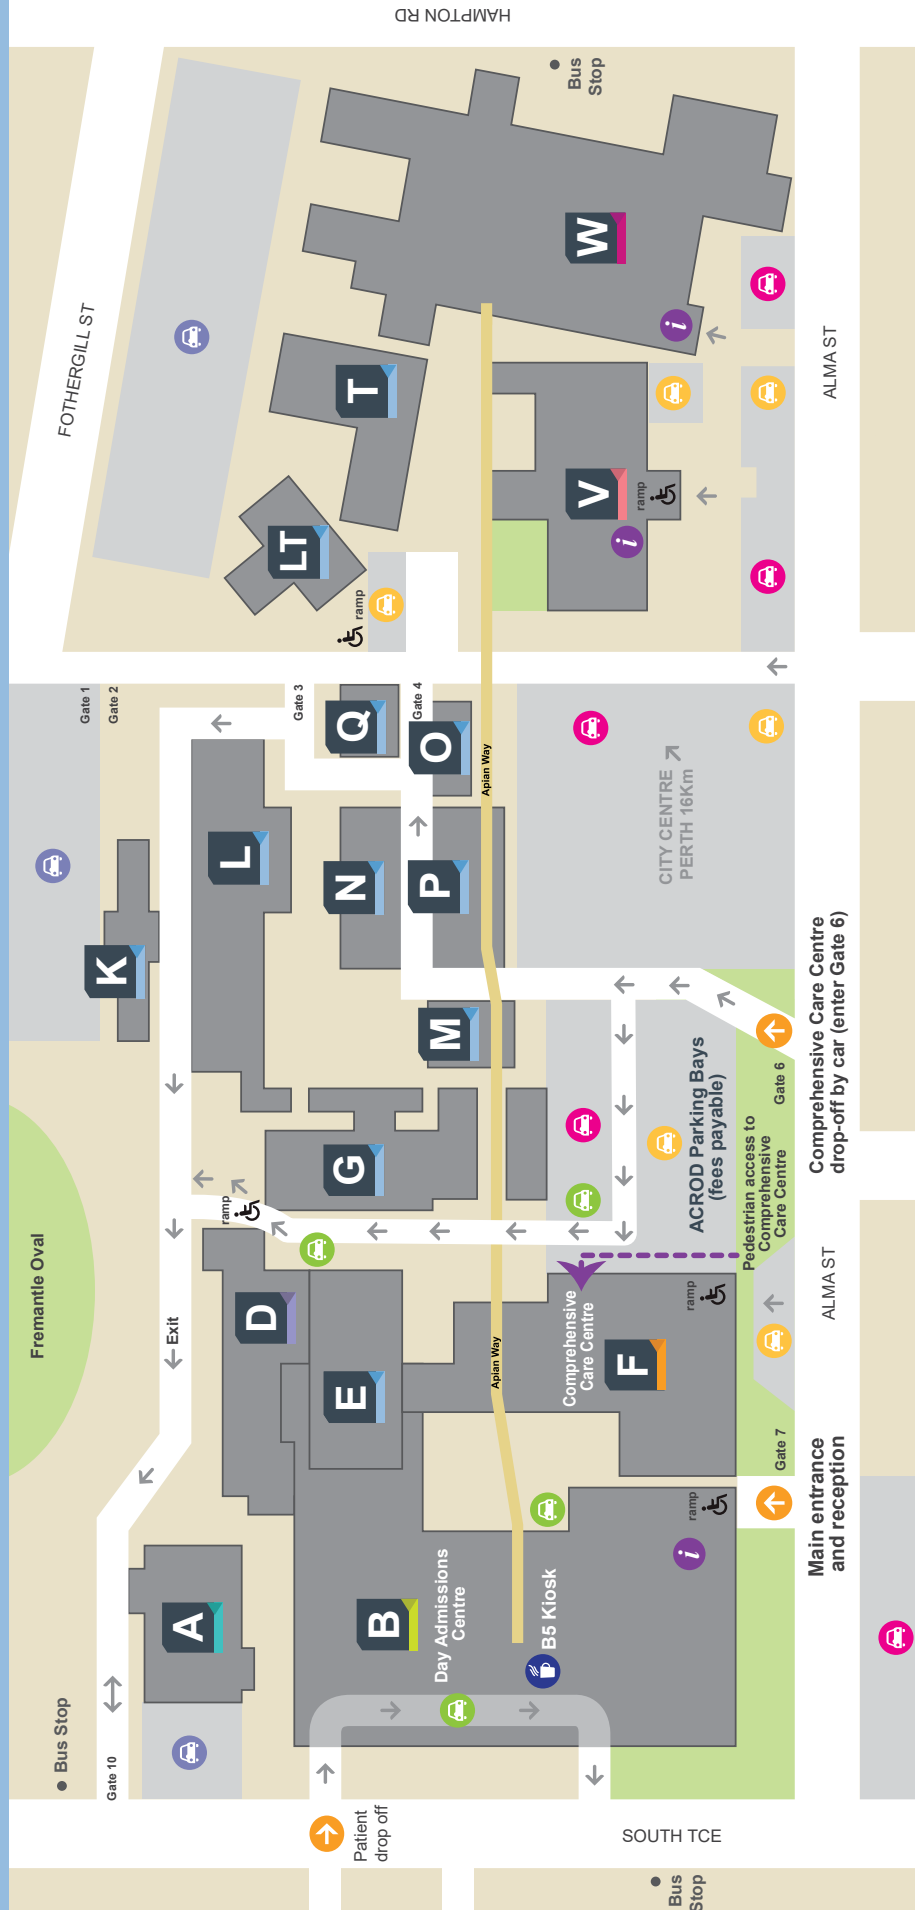 HAMPTON RD
Bus
Stop
FOTHERGILL ST
ALMA ST
W
i
T
V
ramp
i
LT
ramp
Gate 1
Gate 2
Gate 3
Gate 4
Q
O
Apian Way
CITY CENTRE
PERTH 16Km
L
N
P
K
M
G
Comprehensive Care Centre
drop-off by car (enter Gate 6)
Gate 6
ACROD Parking Bays
(fees payable)
Pedestrian access to
Comprehensive
Care Centre
ramp
Fremantle Oval
Exit
D
E
Apian Way
Comprehensive
Care Centre
F
ramp
ALMA ST
Gate 7
Main entrance
and reception
ramp
i
A
B
Day Admissions
Centre
B5 Kiosk
Bus Stop
Gate 10
Patient
drop off
SOUTH TCE
Bus
Stop